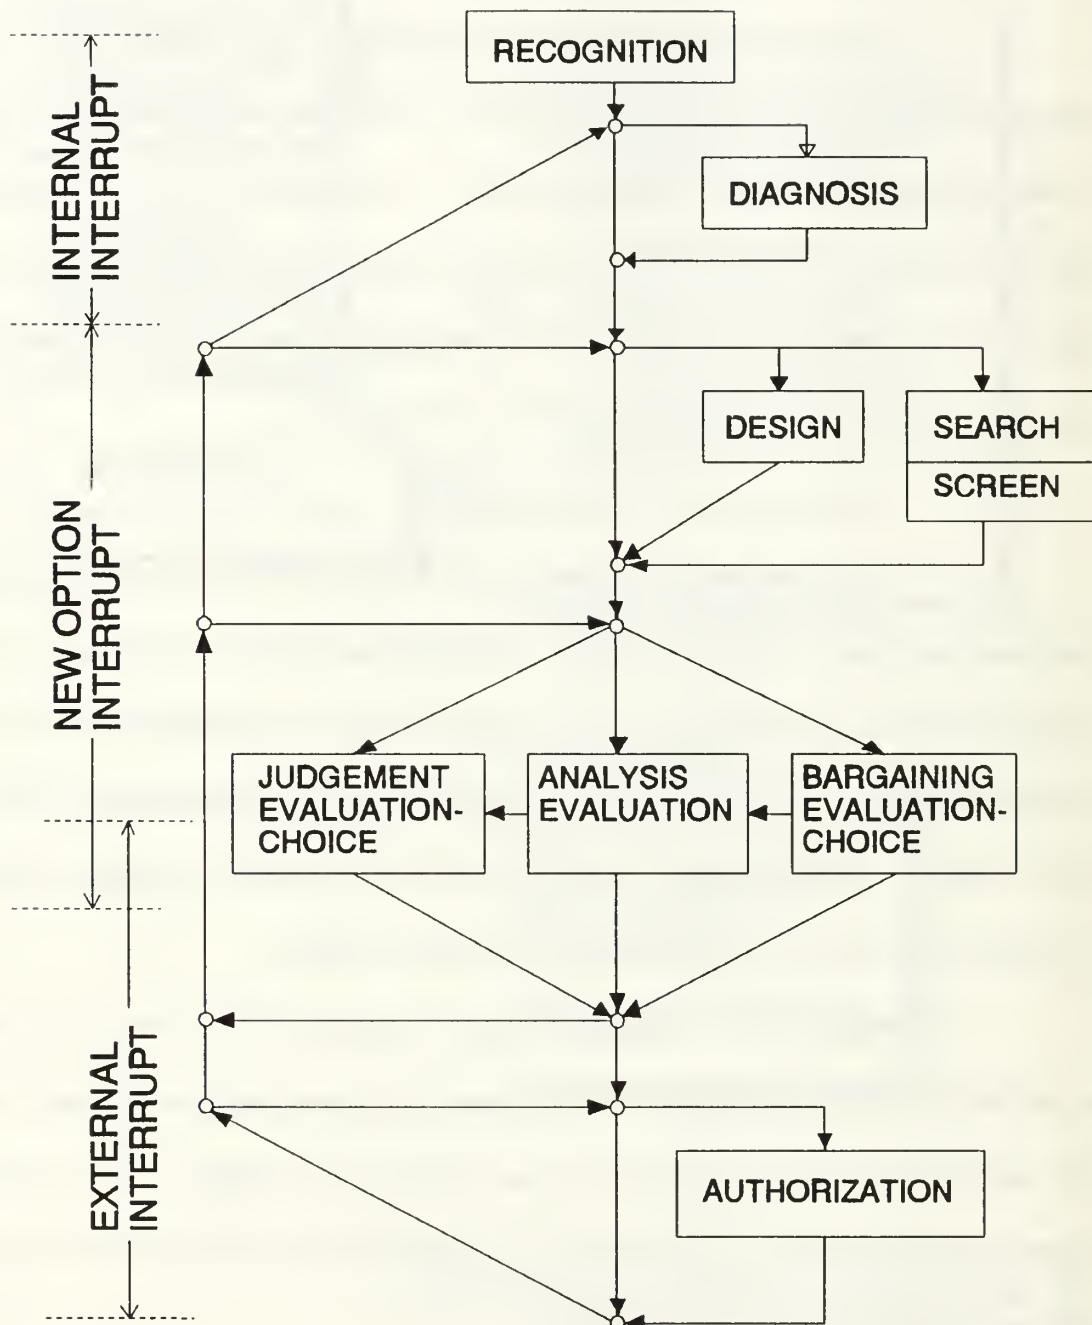 RECOGNITION
INTERNAL
INTERRUPT
DIAGNOSIS
DESIGN
SEARCH
SCREEN
NEW OPTION
INTERRUPT
JUDGEMENT
EVALUATION-
CHOICE
ANALYSIS
EVALUATION
BARGAINING
EVALUATION-
CHOICE
EXTERNAL
INTERRUPT
AUTHORIZATION